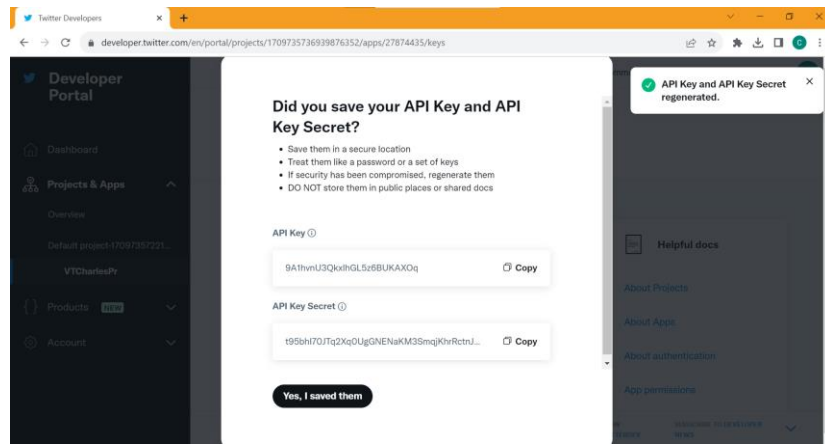 Twitter Developers
developer.twitter.com/en/portal/projects/1709735736939876352/apps/27874435/keys
Developer
Portal
Dashboard
Projects & Apps
Overview
Default project-17097357221...
VTCharlesPr
Products NEW
Account
Did you save your API Key and API
Key Secret?
• Save them in a secure location
• Treat them like a password or a set of keys
• If security has been compromised, regenerate them
• DO NOT store them in public places or shared docs
API Key
9A1hvnU3QkxlhGL5z6BUKAXOq
Copy
API Key Secret
t95bhI70JTq2Xq0UgGNENaKM3SmqjKhrRctnJ...
Copy
Yes, I saved them
API Key and API Key Secret
regenerated.
Helpful docs
About Projects
About Apps
About authentication
App permissions